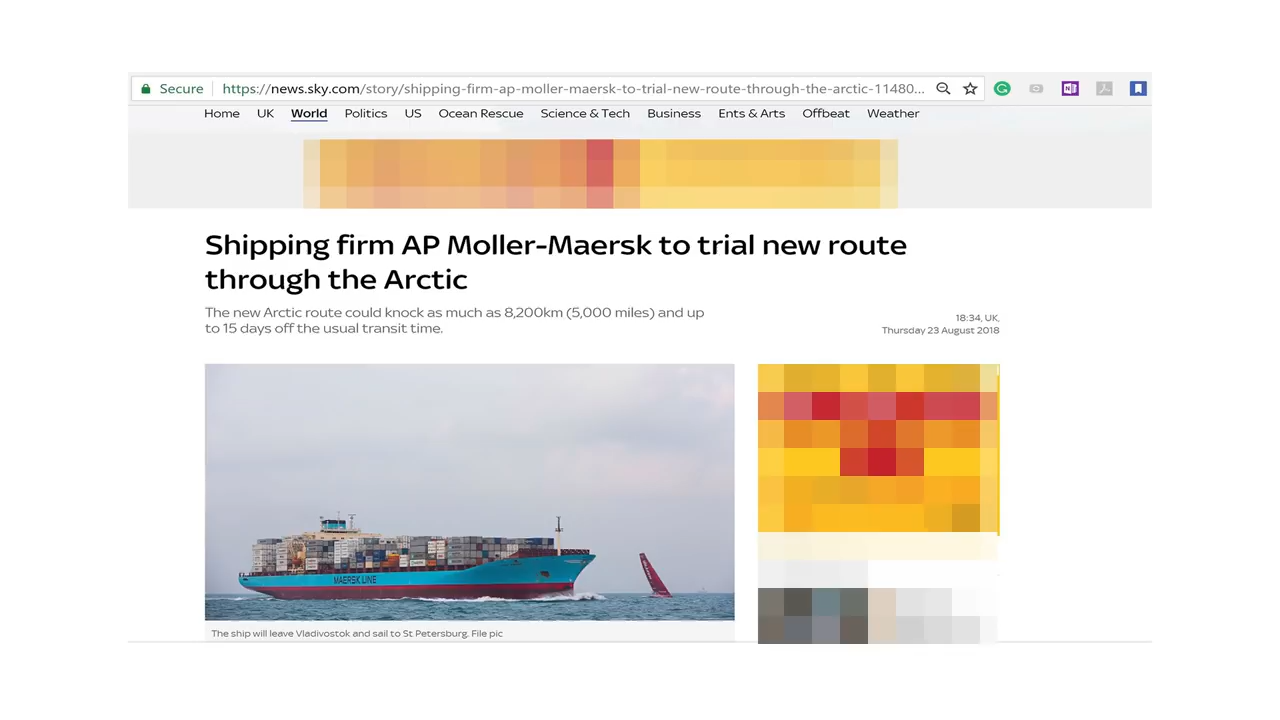 Secure https://news.sky.com/story/shipping-firm-ap-moller-maersk-to-trial-new-route-through-the-arctic-11480...
Home UK World Politics US Ocean Rescue Science & Tech Business Ents & Arts Offbeat Weather
Shipping firm AP Moller-Maersk to trial new route
through the Arctic
The new Arctic route could knock as much as 8,200km (5,000 miles) and up
to 15 days off the usual transit time.
18:34, UK,
Thursday 23 August 2018
MAERSK LINE
The ship will leave Vladivostok and sail to St Petersburg. File pic